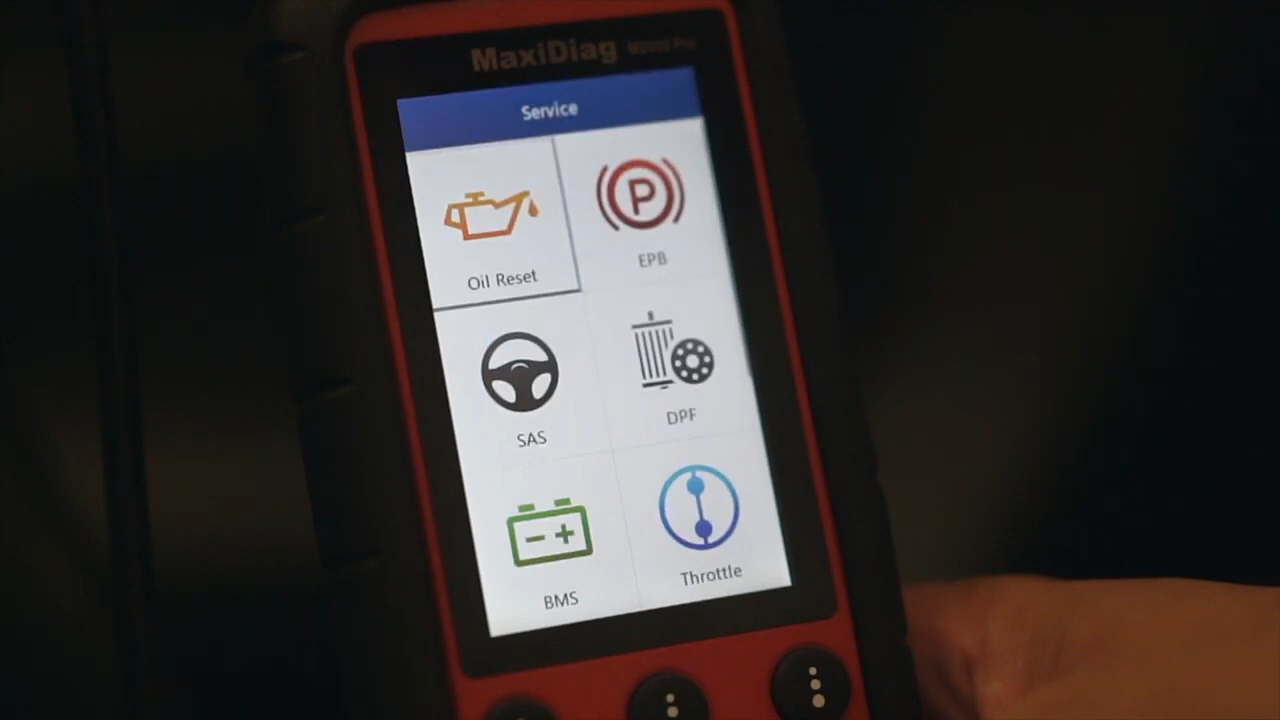 MaxiDiag
Service
Oil Reset
P
EPB
SAS
DPF
BMS
Throttle